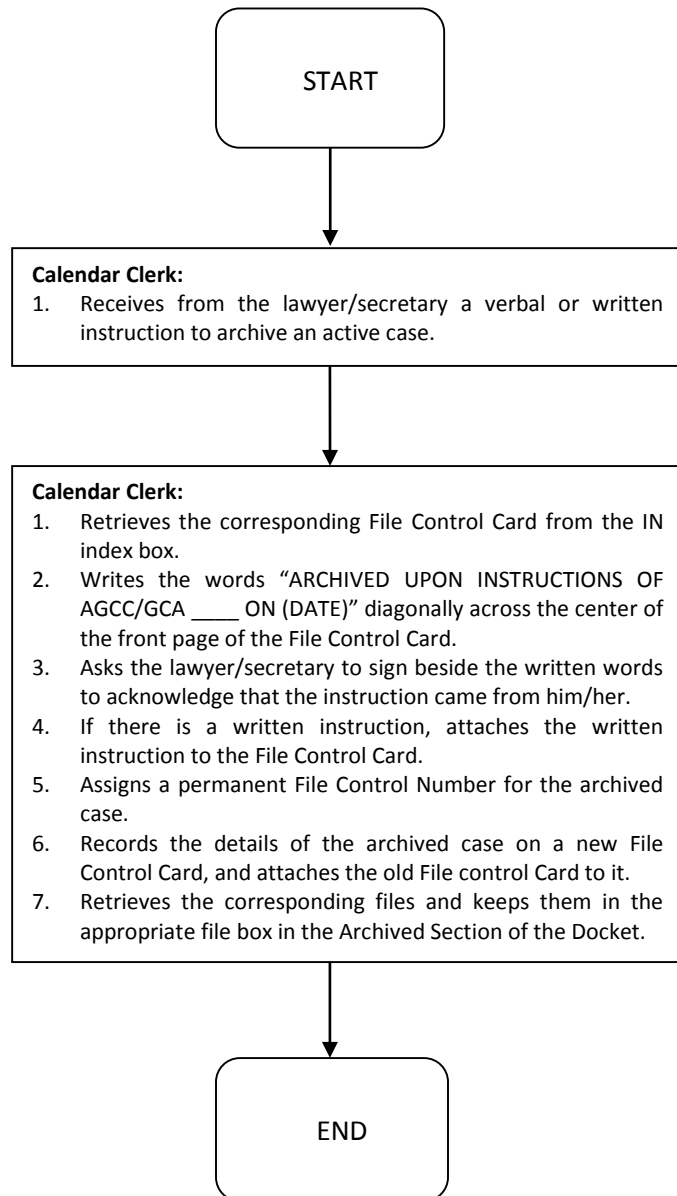 START
Calendar Clerk:
1. Receives from the lawyer/secretary a verbal or written
instruction to archive an active case.
Calendar Clerk:
1. Retrieves the corresponding File Control Card from the IN
index box.
2. Writes the words “ARCHIVED UPON INSTRUCTIONS OF
AGCC/GCA ____ ON (DATE)” diagonally across the center of
the front page of the File Control Card.
3. Asks the lawyer/secretary to sign beside the written words
to acknowledge that the instruction came from him/her.
4. If there is a written instruction, attaches the written
instruction to the File Control Card.
5. Assigns a permanent File Control Number for the archived
case.
6. Records the details of the archived case on a new File
Control Card, and attaches the old File control Card to it.
7. Retrieves the corresponding files and keeps them in the
appropriate file box in the Archived Section of the Docket.
END